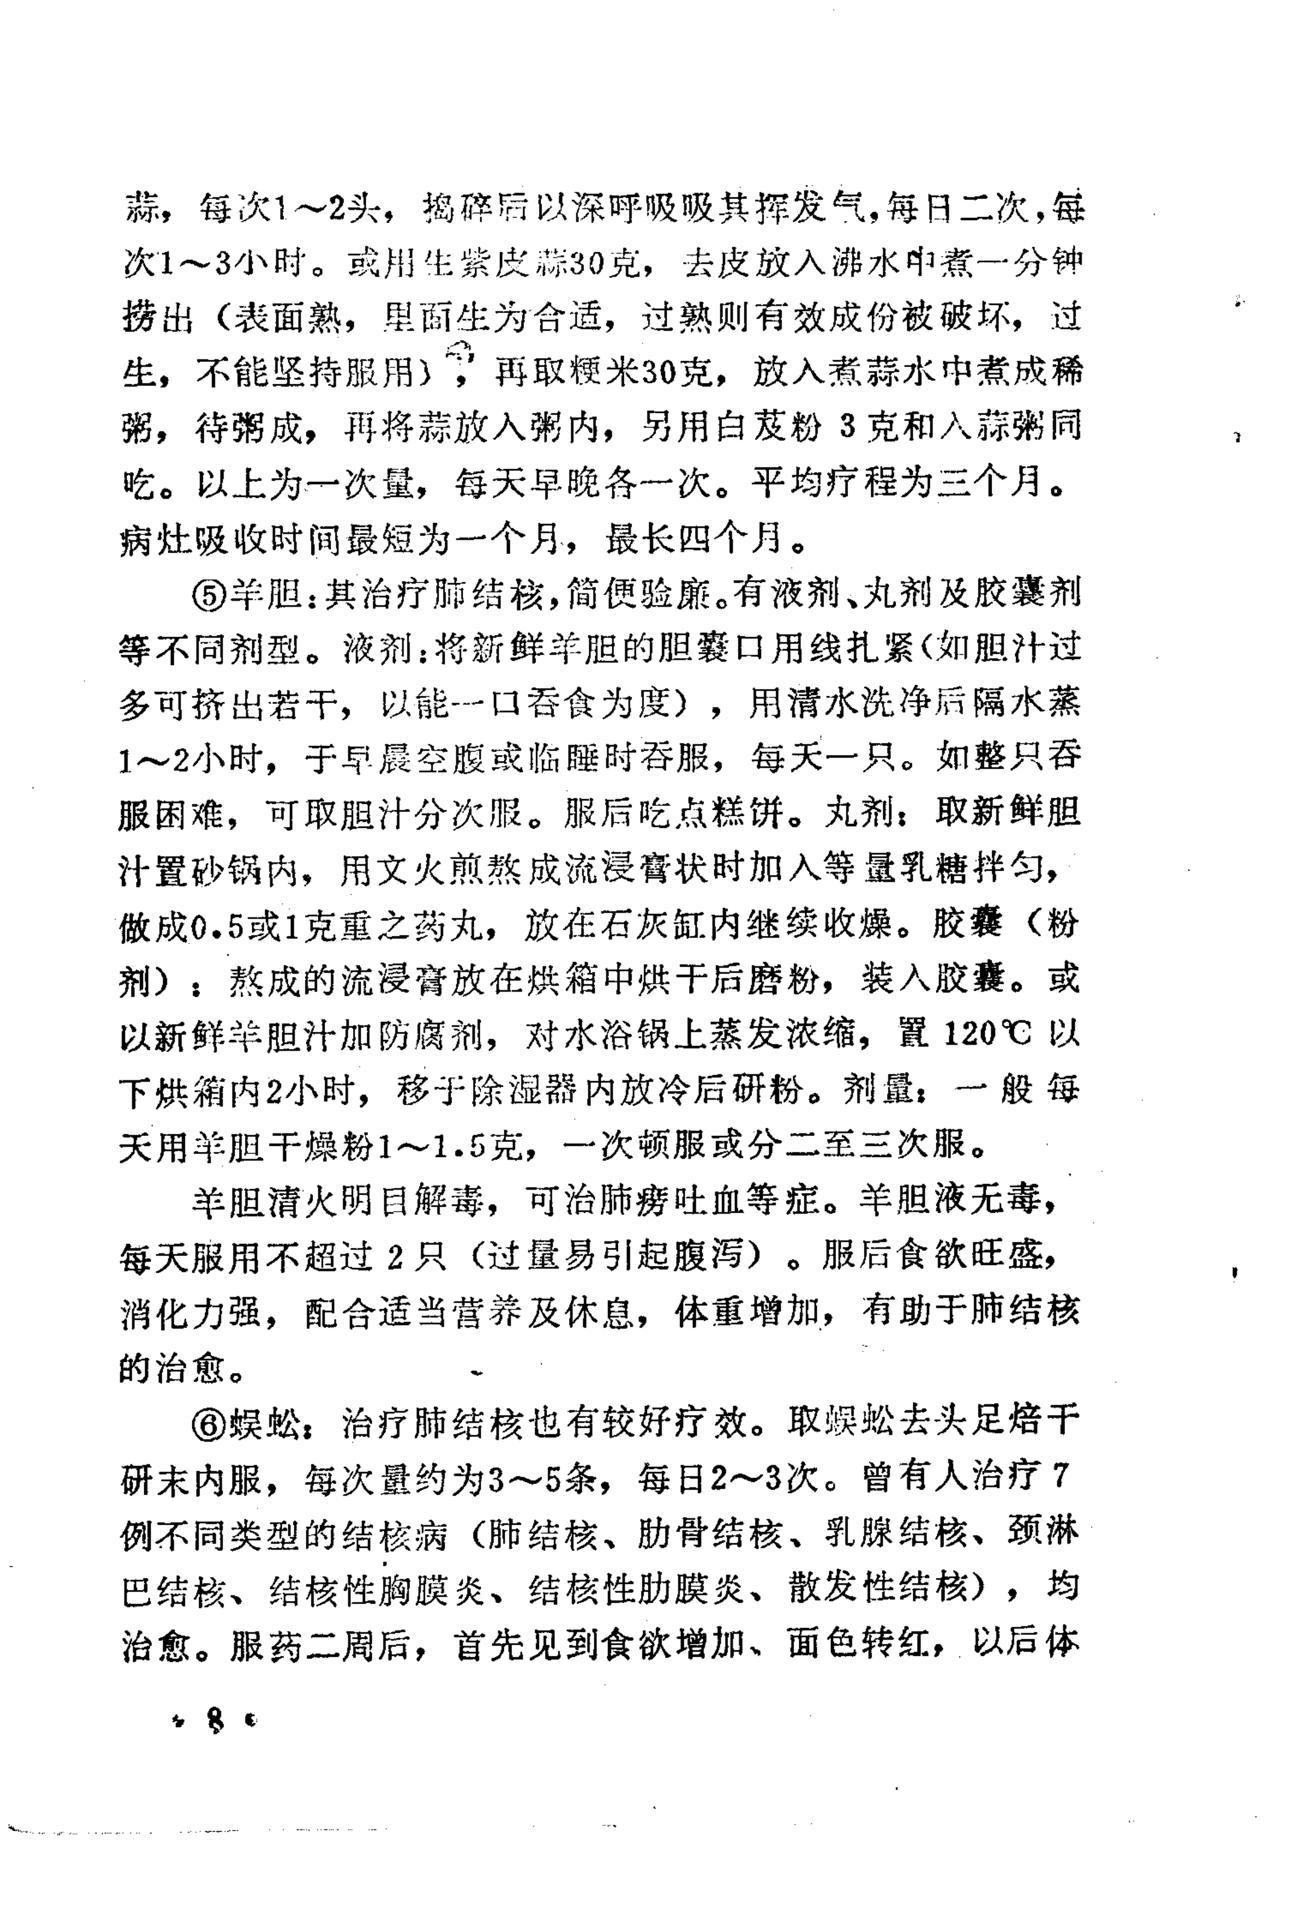 蒜，每次1～2头，捣碎后以深呼吸吸其挥发气，每日二次，每
次1～3小时。或用生紫皮蒜30克，去皮放入沸水中煮一分钟
捞出（表面熟，里面生为合适，过熟则有效成份被破坏，过
生，不能坚持服用），再取粳米30克，放入煮蒜水中煮成稀
粥，待粥成，再将蒜放入粥内，另用白芨粉3克和入蒜粥同
吃。以上为一次量，每天早晚各一次。平均疗程为三个月。
病灶吸收时间最短为一个月，最长四个月。
⑤羊胆：其治疗肺结核，简便验廉。有液剂、丸剂及胶囊剂
等不同剂型。液剂：将新鲜羊胆的胆囊口用线扎紧（如胆汁过
多可挤出若干，以能一口吞食为度），用清水洗净后隔水蒸
1～2小时，于早晨空腹或临睡时吞服，每天一只。如整只吞
服困难，可取胆汁分次服。服后吃点糕饼。丸剂：取新鲜胆
汁置砂锅内，用文火煎熬成流浸膏状时加入等量乳糖拌匀，
做成0.5或1克重之药丸，放在石灰缸内继续收燥。胶囊（粉
剂）：熬成的流浸膏放在烘箱中烘干后磨粉，装入胶囊。或
以新鲜羊胆汁加防腐剂，对水浴锅上蒸发浓缩，置120℃以
下烘箱内2小时，移于除湿器内放冷后研粉。剂量：一般每
天用羊胆干燥粉1～1.5克，一次顿服或分二至三次服。
羊胆清火明目解毒，可治肺痨吐血等症。羊胆液无毒，
每天服用不超过2只（过量易引起腹泻）。服后食欲旺盛，
消化力强，配合适当营养及休息，体重增加，有助于肺结核
的治愈。
⑥蜈蚣：治疗肺结核也有较好疗效。取蜈蚣去头足焙干
研末内服，每次量约为3～5条，每日2～3次。曾有人治疗7
例不同类型的结核病（肺结核、肋骨结核、乳腺结核、颈淋
巴结核、结核性胸膜炎、结核性肋膜炎、散发性结核），均
治愈。服药二周后，首先见到食欲增加、面色转红，以后体
·8·